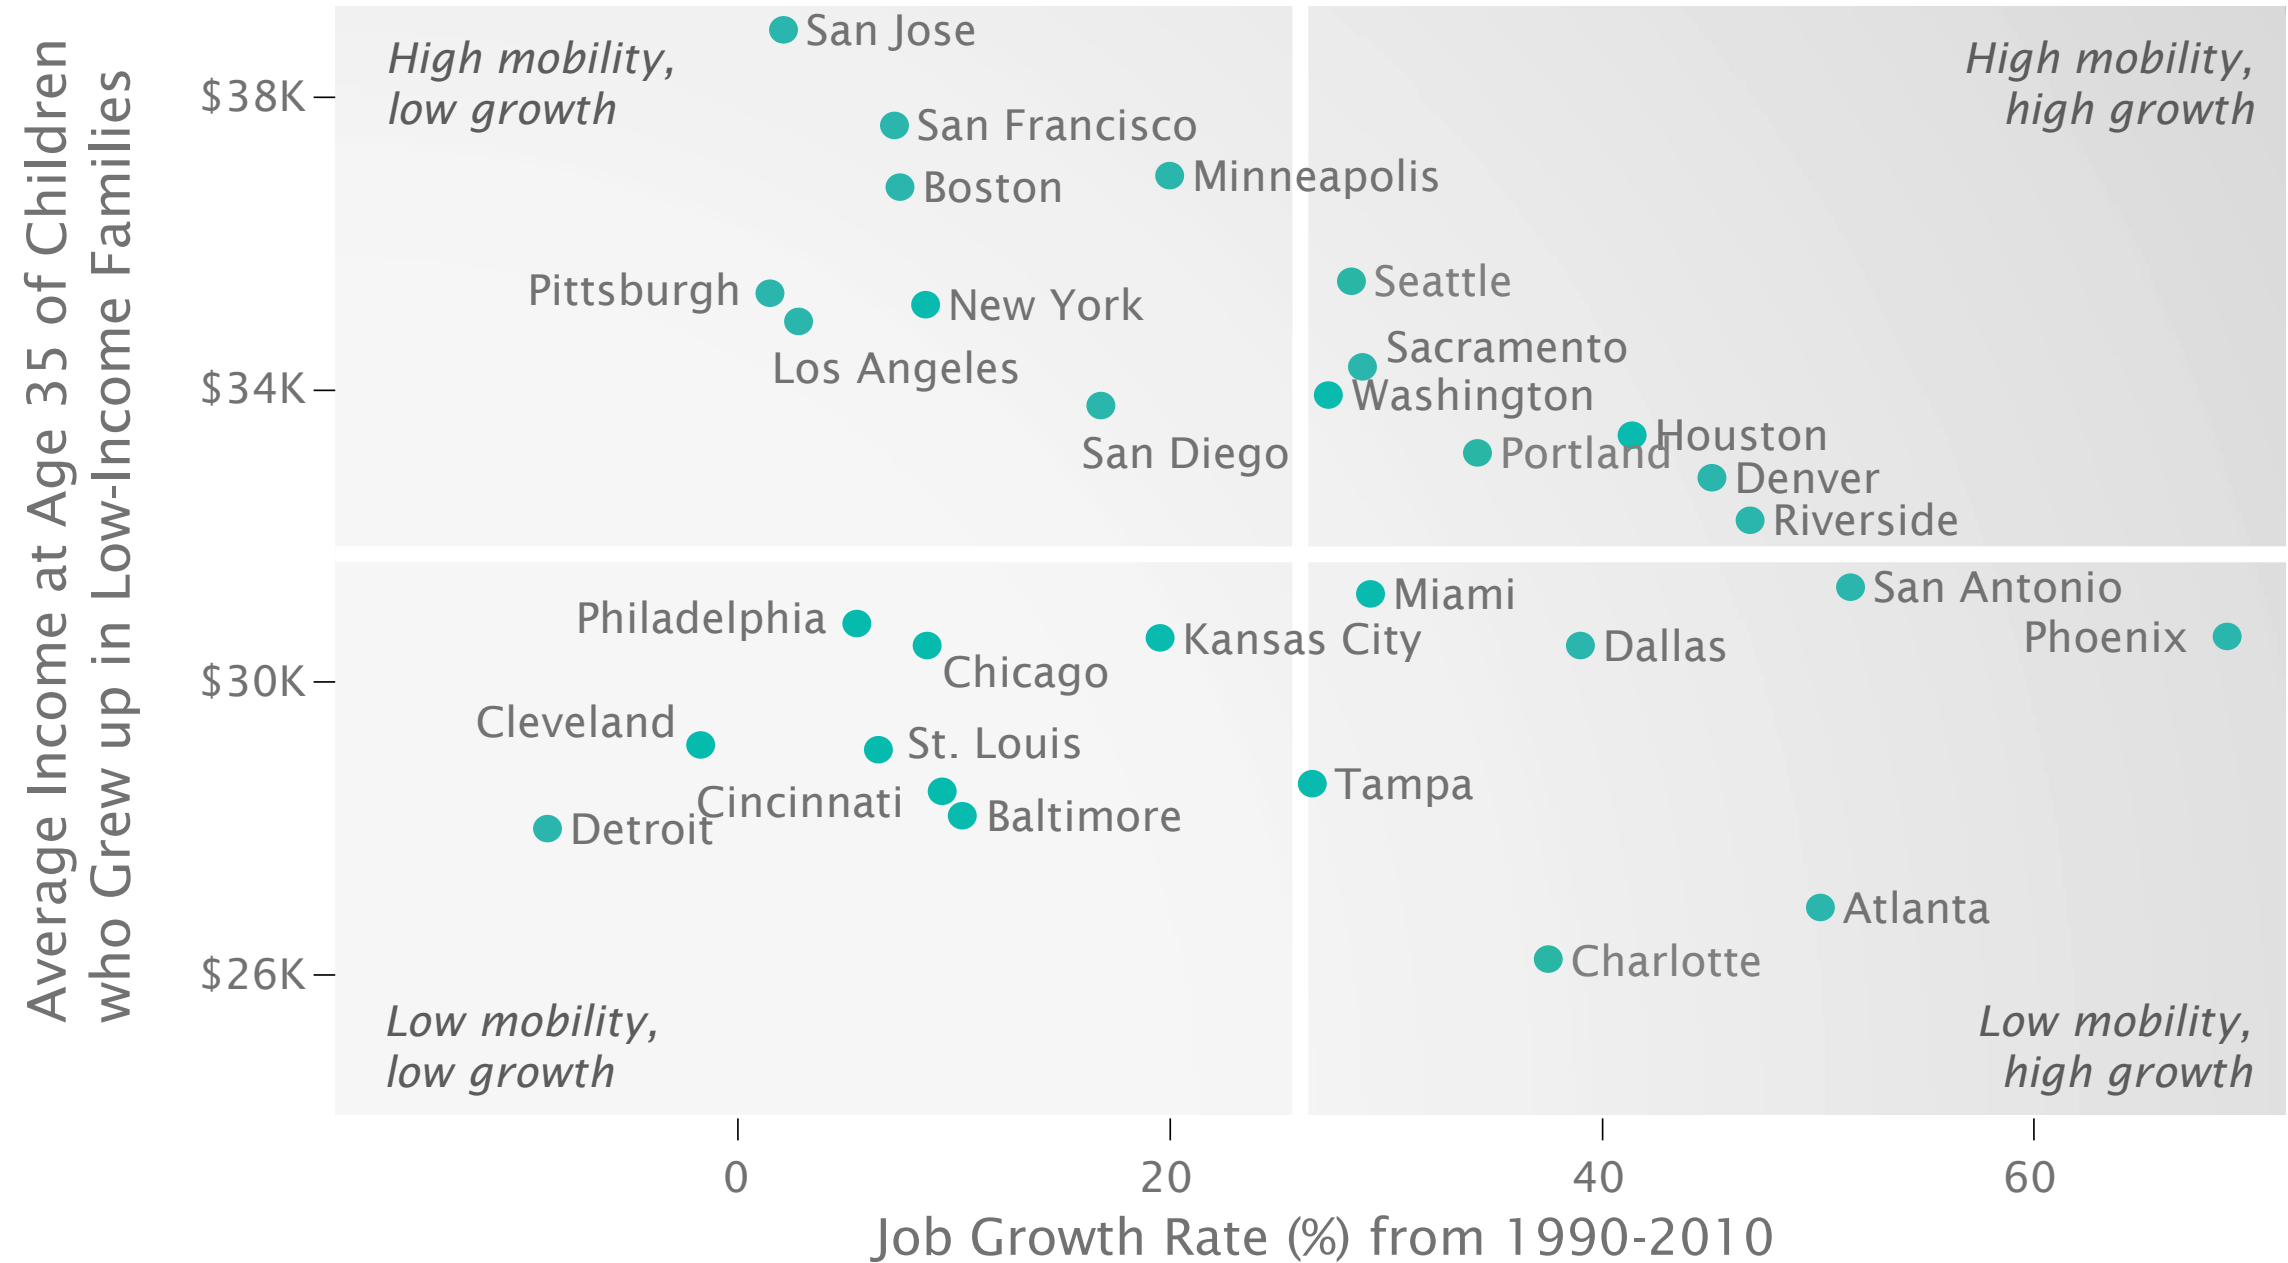 Average Income at Age 35 of Children
who Grew up in Low-Income Families
$38K
$34K
$30K
$26K
High mobility,
low growth
High mobility,
high growth
San Jose
San Francisco
Boston
Minneapolis
Pittsburgh
New York
Los Angeles
San Diego
Seattle
Sacramento
Washington
Houston
Portland
Denver
Riverside
Philadelphia
Chicago
Kansas City
Miami
San Antonio
Dallas
Phoenix
Cleveland
St. Louis
Cincinnati
Baltimore
Detroit
Tampa
Atlanta
Charlotte
Low mobility,
low growth
Low mobility,
high growth
0
20
40
60
Job Growth Rate (%) from 1990-2010